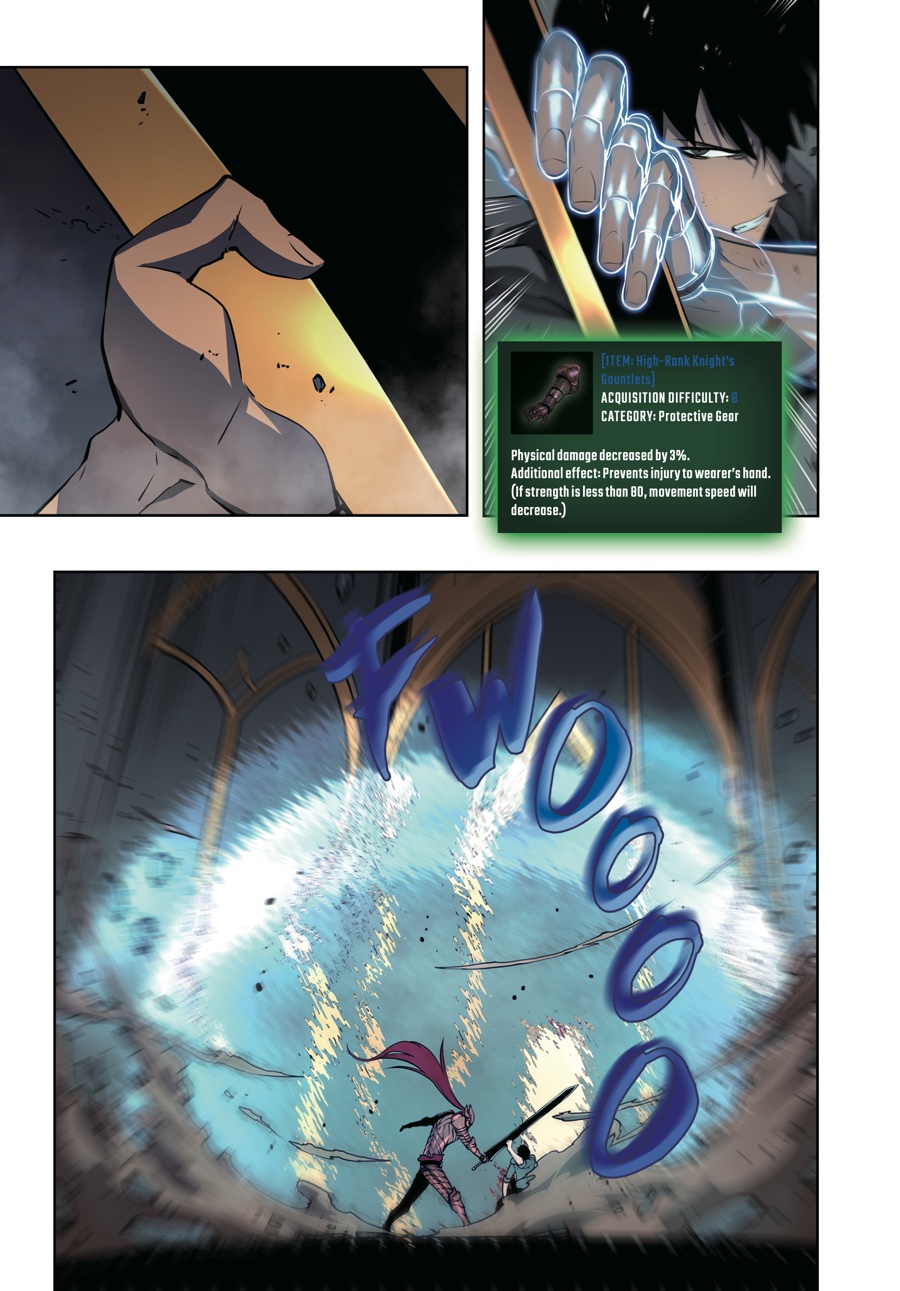 [ITEM: High-Rank Knight's
Gauntlets]
ACQUISITION DIFFICULTY: B
CATEGORY: Protective Gear
Physical damage decreased by 3%.
Additional effect: Prevents injury to wearer's hand.
(If strength is less than 80, movement speed will
decrease.)
FWOOOO